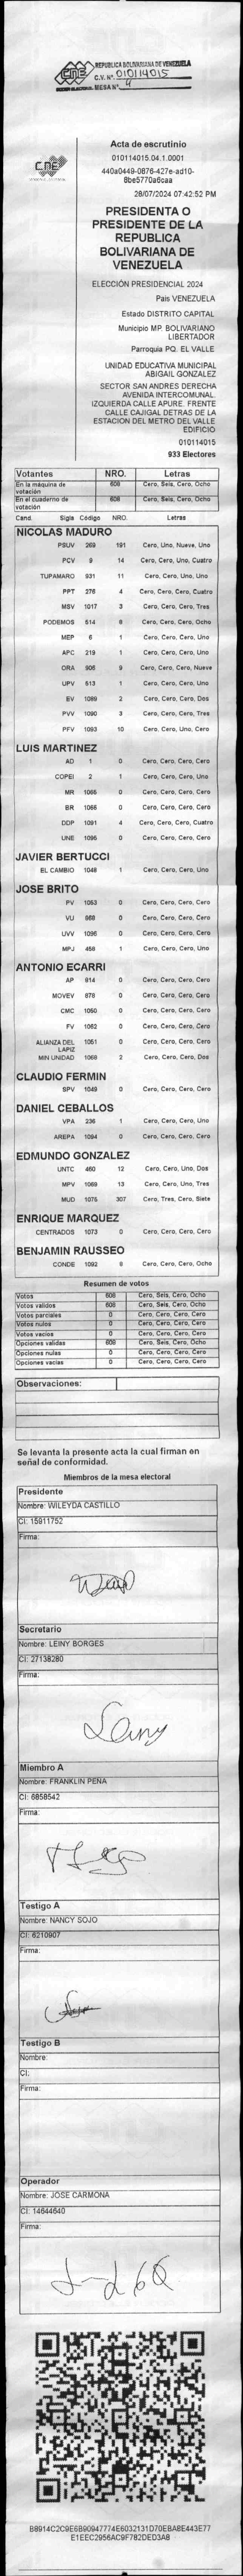 REPUBLICA BOLIVARIANA DE VENEZUELA
CNE
C.V. Nº 010114015
PODER ELECTORAL MESA Nº 4
CNE
Acta de escrutinio
010114015.04.1.0001
440a0449-0876-427e-ad10-
8be5770a6caa
28/07/2024 07:42:52 PM
PRESIDENTA O
PRESIDENTE DE LA
REPUBLICA
BOLIVARIANA DE
VENEZUELA
ELECCIÓN PRESIDENCIAL 2024
Pais VENEZUELA
Estado DISTRITO CAPITAL
Municipio MP. BOLIVARIANO
LIBERTADOR
Parroquia PQ. EL VALLE
UNIDAD EDUCATIVA MUNICIPAL
ABIGAIL GONZALEZ
SECTOR SAN ANDRES DERECHA
AVENIDA INTERCOMUNAL.
IZQUIERDA CALLE APURE. FRENTE
CALLE CAJIGAL DETRAS DE LA
ESTACION DEL METRO DEL VALLE
EDIFICIO
010114015
933 Electores
Votantes NRO. Letras
En la máquina de votación 608 Cero, Seis, Cero, Ocho
En el cuaderno de votación 608 Cero, Seis, Cero, Ocho
Cand. Sigla Código NRO. Letras
NICOLAS MADURO
PSUV 269 191 Cero, Uno, Nueve, Uno
PCV 9 14 Cero, Cero, Uno, Cuatro
TUPAMARO 931 11 Cero, Cero, Uno, Uno
PPT 276 4 Cero, Cero, Cero, Cuatro
MSV 1017 3 Cero, Cero, Cero, Tres
PODEMOS 514 8 Cero, Cero, Cero, Ocho
MEP 6 1 Cero, Cero, Cero, Uno
APC 219 1 Cero, Cero, Cero, Uno
ORA 906 9 Cero, Cero, Cero, Nueve
UPV 613 1 Cero, Cero, Cero, Uno
EV 1089 2 Cero, Cero, Cero, Dos
PVV 1090 3 Cero, Cero, Cero, Tres
PFV 1093 10 Cero, Cero, Uno, Cero
LUIS MARTINEZ
AD 1 0 Cero, Cero, Cero, Cero
COPEI 2 1 Cero, Cero, Cero, Uno
MR 1065 0 Cero, Cero, Cero, Cero
BR 1066 0 Cero, Cero, Cero, Cero
DDP 1091 4 Cero, Cero, Cero, Cuatro
UNE 1095 0 Cero, Cero, Cero, Cero
JAVIER BERTUCCI
EL CAMBIO 1048 1 Cero, Cero, Cero, Uno
JOSE BRITO
PV 1053 0 Cero, Cero, Cero, Cero
VU 868 0 Cero, Cero, Cero, Cero
UVV 1096 0 Cero, Cero, Cero, Cero
MPJ 458 1 Cero, Cero, Cero, Uno
ANTONIO ECARRI
AP 814 0 Cero, Cero, Cero, Cero
MOVEV 878 0 Cero, Cero, Cero, Cero
CMC 1050 0 Cero, Cero, Cero, Cero
FV 1062 0 Cero, Cero, Cero, Cero
ALIANZA DEL LAPIZ 1051 0 Cero, Cero, Cero, Cero
MIN UNIDAD 1068 2 Cero, Cero, Cero, Dos
CLAUDIO FERMIN
SPV 1049 0 Cero, Cero, Cero, Cero
DANIEL CEBALLOS
VPA 236 1 Cero, Cero, Cero, Uno
AREPA 1094 0 Cero, Cero, Cero, Cero
EDMUNDO GONZALEZ
UNTC 460 12 Cero, Cero, Uno, Dos
MPV 1069 13 Cero, Cero, Uno, Tres
MUD 1075 307 Cero, Tres, Cero, Siete
ENRIQUE MARQUEZ
CENTRADOS 1073 0 Cero, Cero, Cero, Cero
BENJAMIN RAUSSEO
CONDE 1092 8 Cero, Cero, Cero, Ocho
Resumen de votos
Votos 608 Cero, Seis, Cero, Ocho
Votos validos 608 Cero, Seis, Cero, Ocho
Votos parciales 0 Cero, Cero, Cero, Cero
Votos nulos 0 Cero, Cero, Cero, Cero
Votos vacios 0 Cero, Cero, Cero, Cero
Opciones validas 608 Cero, Seis, Cero, Ocho
Opciones nulas 0 Cero, Cero, Cero, Cero
Opciones vacias 0 Cero, Cero, Cero, Cero
Observaciones:
Se levanta la presente acta la cual firman en
señal de conformidad.
Miembros de la mesa electoral
Presidente
Nombre: WILEYDA CASTILLO
CI: 15911752
Firma:
Secretario
Nombre: LEINY BORGES
CI: 27138280
Firma:
Leiny
Miembro A
Nombre: FRANKLIN PENA
CI: 6858542
Firma:
Testigo A
Nombre: NANCY SOJO
CI: 6210907
Firma:
Testigo B
Nombre:
CI:
Firma:
Operador
Nombre: JOSE CARMONA
CI: 14644640
Firma:
B8914C2C9E6B90947774E6032131D70EBA8E443E77
E1EEC2956AC9F782DED3A8